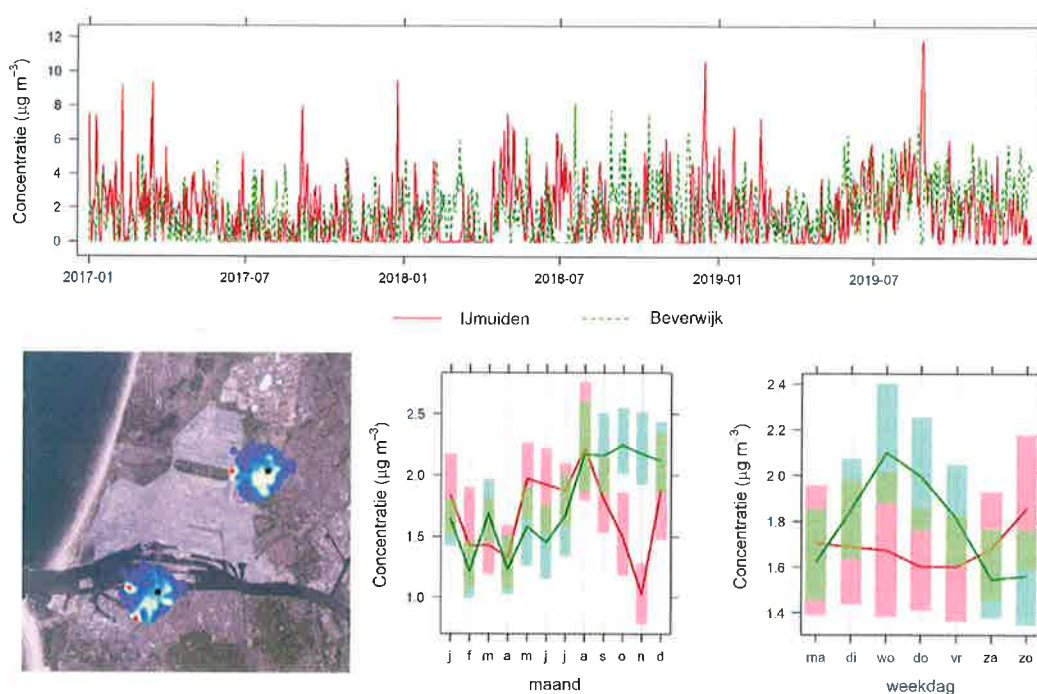 Concentratie (µg m⁻³)
12
10
8
6
4
2
0
2017-01 2017-07 2018-01 2018-07 2019-01 2019-07
IJmuiden Beverwijk
Concentratie (µg m⁻³)
2.5
2.0
1.5
1.0
j f m a m j j a s o n d
maand
Concentratie (µg m⁻³)
2 4
2.2
2.0
1.8
1.6
1.4
ma di wo do vr za zo
weekdag